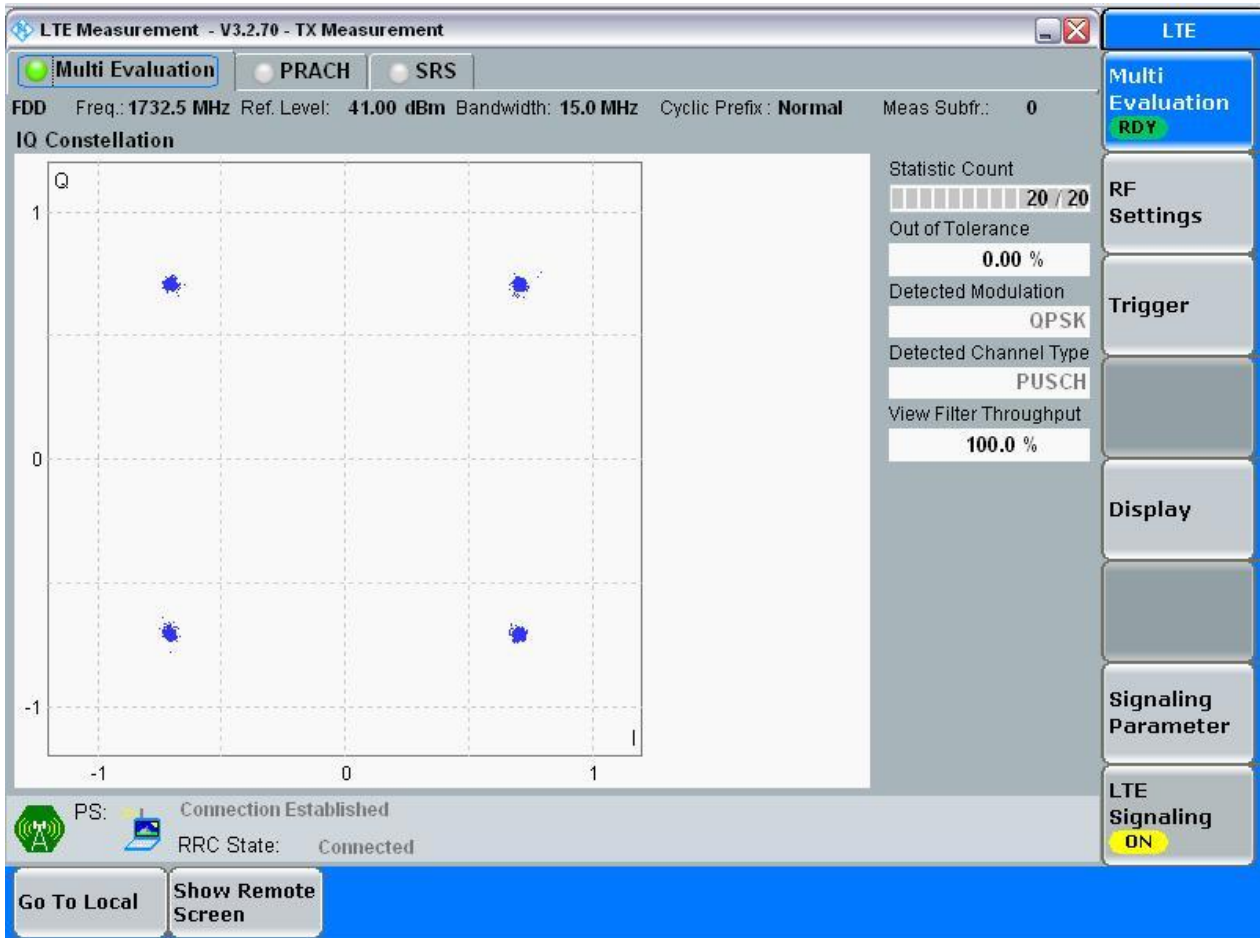 LTE Measurement - V3.2.70 - TX Measurement
LTE
Multi Evaluation PRACH SRS
FDD Freq.: 1732.5 MHz Ref. Level: 41.00 dBm Bandwidth: 15.0 MHz Cyclic Prefix : Normal Meas Subfr.: 0
IQ Constellation
Q
1
0
-1
I
-1 0 1
Statistic Count
20 / 20
Out of Tolerance
0.00 %
Detected Modulation
QPSK
Detected Channel Type
PUSCH
View Filter Throughput
100.0 %
Multi
Evaluation
RDY
RF
Settings
Trigger
Display
Signaling
Parameter
LTE
Signaling
ON
PS: Connection Established
RRC State: Connected
Go To Local
Show Remote
Screen